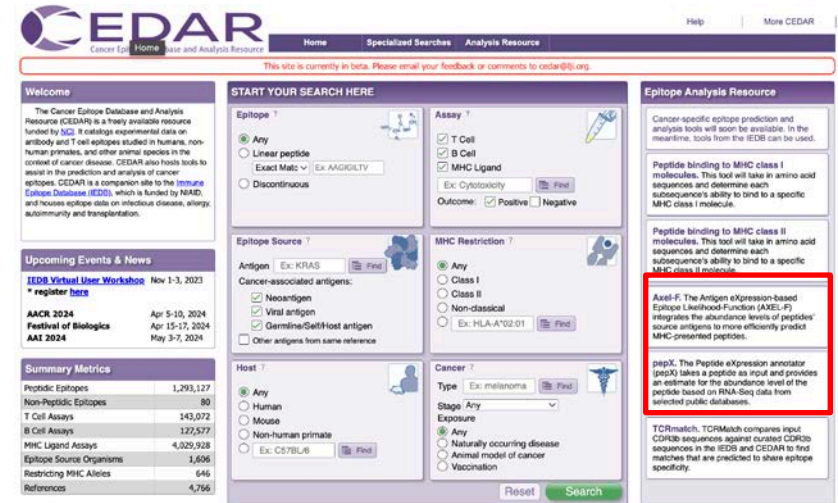 CEDAR
Cancer Epi Home base and Analysis Resource
Help
More CEDAR
Home
Specialized Searches
Analysis Resource
This site is currently in beta. Please email your feedback or comments to cedar@lji.org.
Welcome
The Cancer Epitope Database and Analysis
Resource (CEDAR) is a freely available resource
funded by NCI. It catalogs experimental data on
antibody and T cell epitopes studied in humans, non-
human primates, and other animal species in the
context of cancer disease. CEDAR also hosts tools to
assist in the prediction and analysis of cancer
epitopes. CEDAR is a companion site to the Immune
Epitope Database (IEDB), which is funded by NIAID,
and houses epitope data on infectious disease, allergy,
autoimmunity and transplantation.
Upcoming Events & News
IEDB Virtual User Workshop Nov 1-3, 2023
* register here
AACR 2024 Apr 5-10, 2024
Festival of Biologics Apr 15-17, 2024
AAI 2024 May 3-7, 2024
Summary Metrics
Peptidic Epitopes 1,293,127
Non-Peptidic Epitopes 80
T Cell Assays 143,072
B Cell Assays 127,577
MHC Ligand Assays 4,029,928
Epitope Source Organisms 1,606
Restricting MHC Alleles 646
References 4,766
START YOUR SEARCH HERE
Epitope ?
Any
Linear peptide
Exact Matc Ex: AAGIGILTV
Discontinuous
Assay ?
T Cell
B Cell
MHC Ligand
Ex: Cytotoxicity Find
Outcome: Positive Negative
Epitope Source ?
Antigen Ex: KRAS Find
Cancer-associated antigens:
Neoantigen
Viral antigen
Germline/Self/Host antigen
Other antigens from same reference
MHC Restriction ?
Any
Class I
Class II
Non-classical
Ex: HLA-A*02:01 Find
Host ?
Any
Human
Mouse
Non-human primate
Ex: C57BL/6 Find
Cancer ?
Type Ex: melanoma Find
Stage Any
Exposure
Any
Naturally occurring disease
Animal model of cancer
Vaccination
Reset
Search
Epitope Analysis Resource
Cancer-specific epitope prediction and
analysis tools will soon be available. In the
meantime, tools from the IEDB can be used.
Peptide binding to MHC class I
molecules. This tool will take in amino acid
sequences and determine each
subsequence's ability to bind to a specific
MHC class I molecule.
Peptide binding to MHC class II
molecules. This tool will take in amino acid
sequences and determine each
subsequence's ability to bind to a specific
MHC class II molecule.
Axel-F. The Antigen eXpression-based
Epitope Likelihood-Function (AXEL-F)
integrates the abundance levels of peptides'
source antigens to more efficiently predict
MHC-presented peptides.
pepX. The Peptide eXpression annotator
(pepX) takes a peptide as input and provides
an estimate for the abundance level of the
peptide based on RNA-Seq data from
selected public databases.
TCRmatch. TCRMatch compares input
CDR3b sequences against curated CDR3b
sequences in the IEDB and CEDAR to find
matches that are predicted to share epitope
specificity.